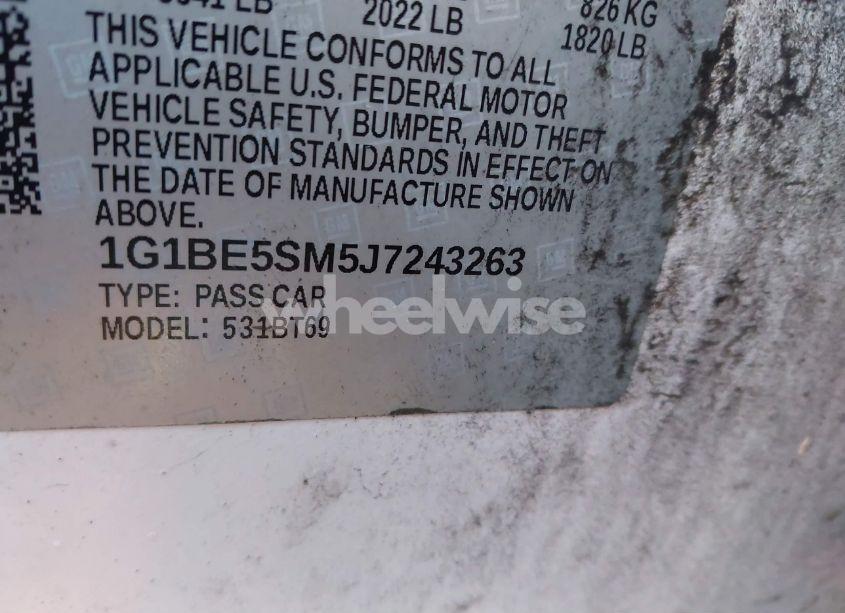 2022 LB
826 KG
1820 LB
THIS VEHICLE CONFORMS TO ALL
APPLICABLE U.S. FEDERAL MOTOR
VEHICLE SAFETY, BUMPER, AND THEFT
PREVENTION STANDARDS IN EFFECT ON
THE DATE OF MANUFACTURE SHOWN
ABOVE.
1G1BE5SM5J7243263
TYPE: PASS CAR
MODEL: 531BT69
wheelwise